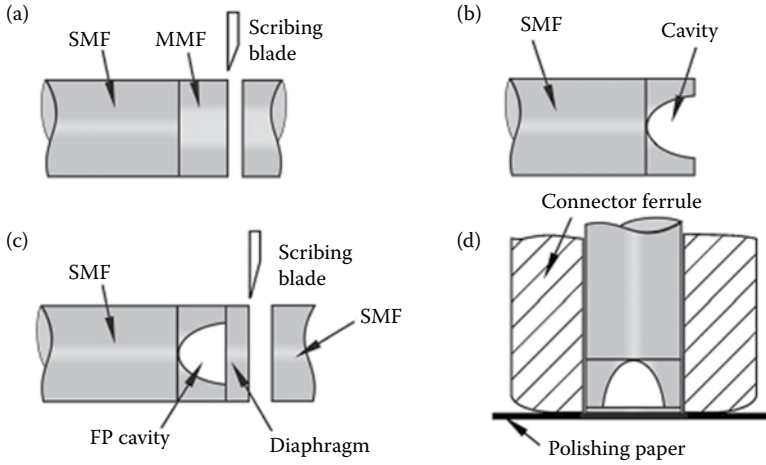 (a)
SMF
MMF
Scribing
blade
(b)
SMF
Cavity
(c)
SMF
Scribing
blade
SMF
FP cavity
Diaphragm
Connector ferrule
(d)
Polishing paper